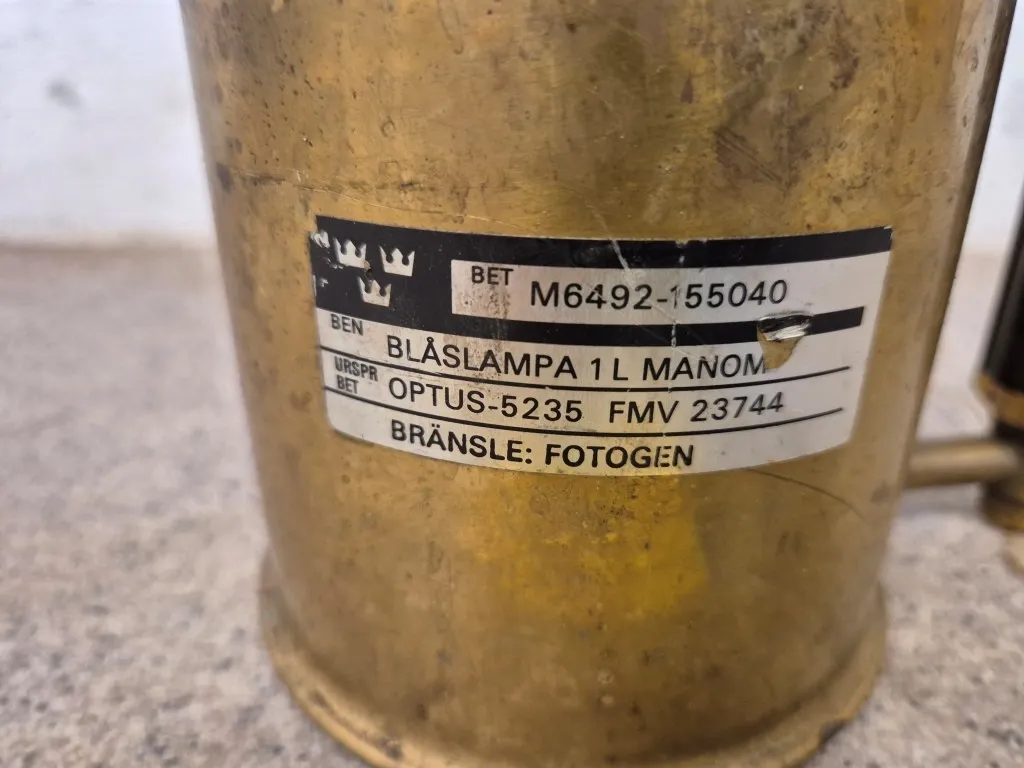 BET M6492-155040
BEN BLÅSLAMPA 1 L MANOM
URSPR BET OPTUS-5235 FMV 23744
BRÄNSLE: FOTOGEN